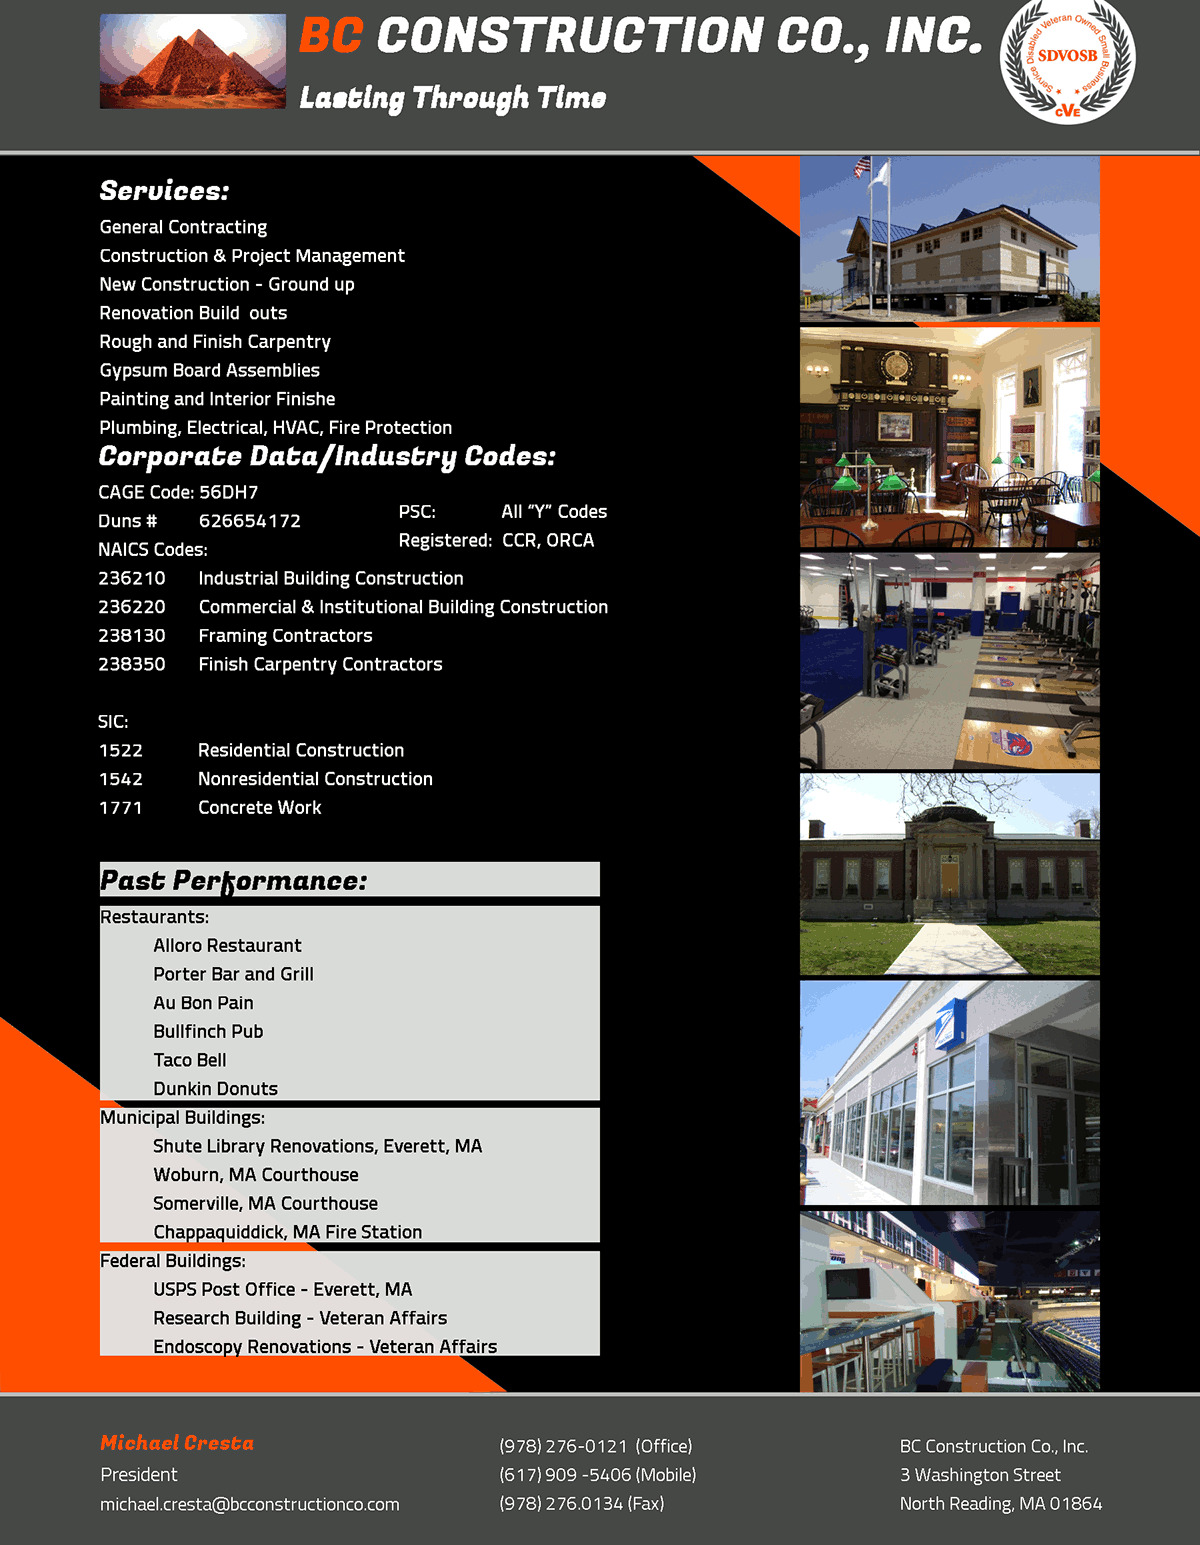 BC CONSTRUCTION CO., INC.
Lasting Through Time
Service Disabled Veteran Owned Small Business
SDVOSB
CVE
Services:
General Contracting
Construction & Project Management
New Construction - Ground up
Renovation Build outs
Rough and Finish Carpentry
Gypsum Board Assemblies
Painting and Interior Finishe
Plumbing, Electrical, HVAC, Fire Protection
Corporate Data/Industry Codes:
CAGE Code: 56DH7
Duns # 626654172
PSC: All "Y" Codes
Registered: CCR, ORCA
NAICS Codes:
236210 Industrial Building Construction
236220 Commercial & Institutional Building Construction
238130 Framing Contractors
238350 Finish Carpentry Contractors
SIC:
1522 Residential Construction
1542 Nonresidential Construction
1771 Concrete Work
Past Performance:
Restaurants:
Alloro Restaurant
Porter Bar and Grill
Au Bon Pain
Bullfinch Pub
Taco Bell
Dunkin Donuts
Municipal Buildings:
Shute Library Renovations, Everett, MA
Woburn, MA Courthouse
Somerville, MA Courthouse
Chappaquiddick, MA Fire Station
Federal Buildings:
USPS Post Office - Everett, MA
Research Building - Veteran Affairs
Endoscopy Renovations - Veteran Affairs
Michael Cresta
President
michael.cresta@bcconstructionco.com
(978) 276-0121 (Office)
(617) 909 -5406 (Mobile)
(978) 276.0134 (Fax)
BC Construction Co., Inc.
3 Washington Street
North Reading, MA 01864